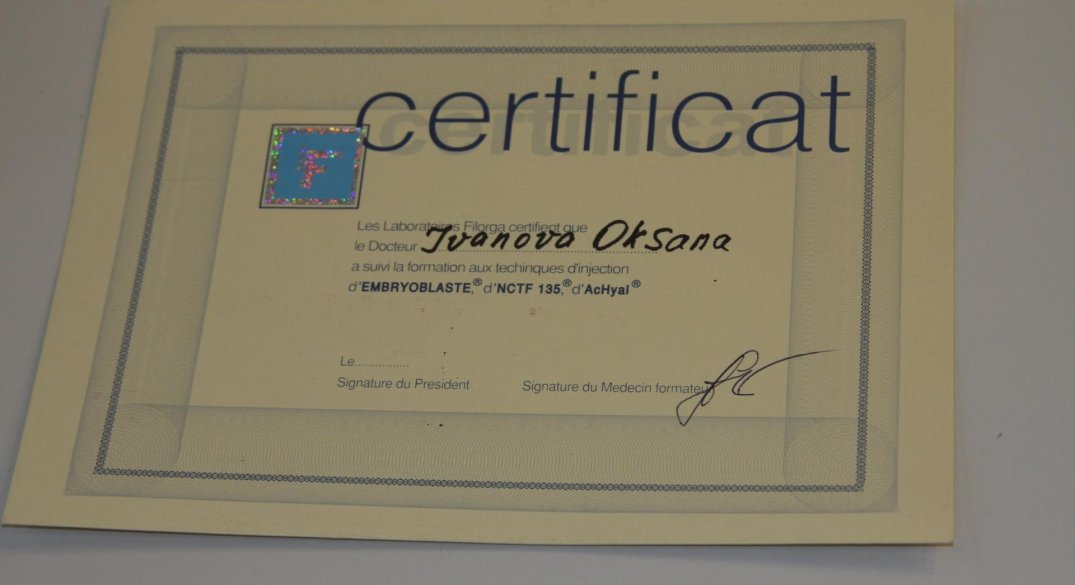 certificat
F
Les Laboratoires Filorga certifient que
le Docteur Ivanova Oksana
a suivi la formation aux techinques d'injection
d'EMBRYOBLASTE,® d'NCTF 135,® d'AcHyal®
Le...............
Signature du President Signature du Medecin formateur